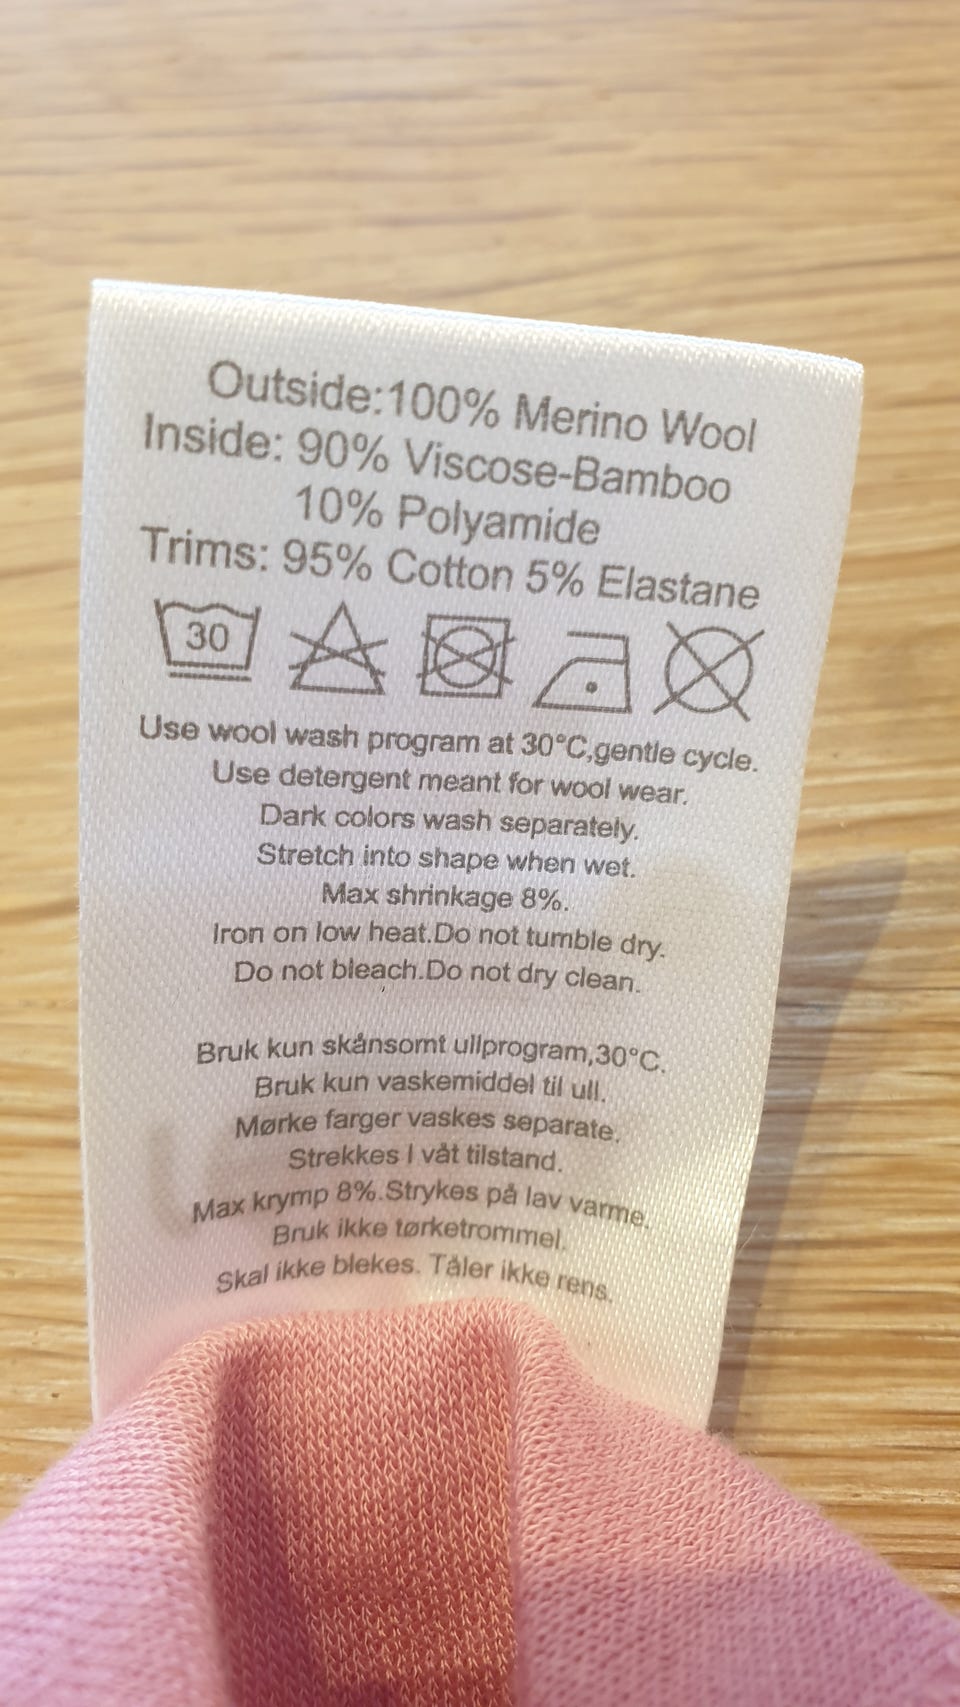 Outside:100% Merino Wool
Inside: 90% Viscose-Bamboo
10% Polyamide
Trims: 95% Cotton 5% Elastane
30
Use wool wash program at 30°C,gentle cycle.
Use detergent meant for wool wear.
Dark colors wash separately.
Stretch into shape when wet.
Max shrinkage 8%.
Iron on low heat.Do not tumble dry.
Do not bleach.Do not dry clean.
Bruk kun skånsomt ullprogram,30°C.
Bruk kun vaskemiddel til ull.
Mørke farger vaskes separate.
Strekkes I våt tilstand.
Max krymp 8%.Strykes på lav varme.
Bruk ikke tørketrommel.
Skal ikke blekes. Tåler ikke rens.